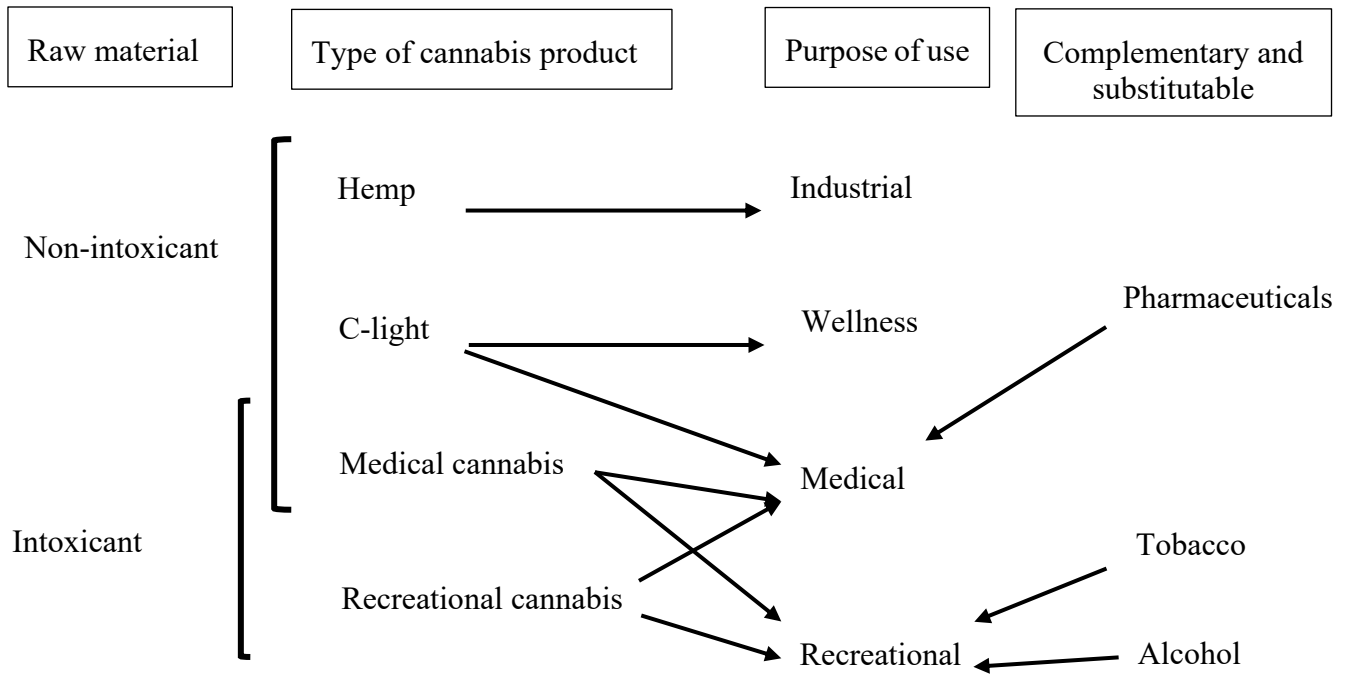 Raw material
Type of cannabis product
Purpose of use
Complementary and
substitutable
Hemp
Industrial
Non-intoxicant
Pharmaceuticals
C-light
Wellness
Medical cannabis
Medical
Intoxicant
Tobacco
Recreational cannabis
Recreational
Alcohol